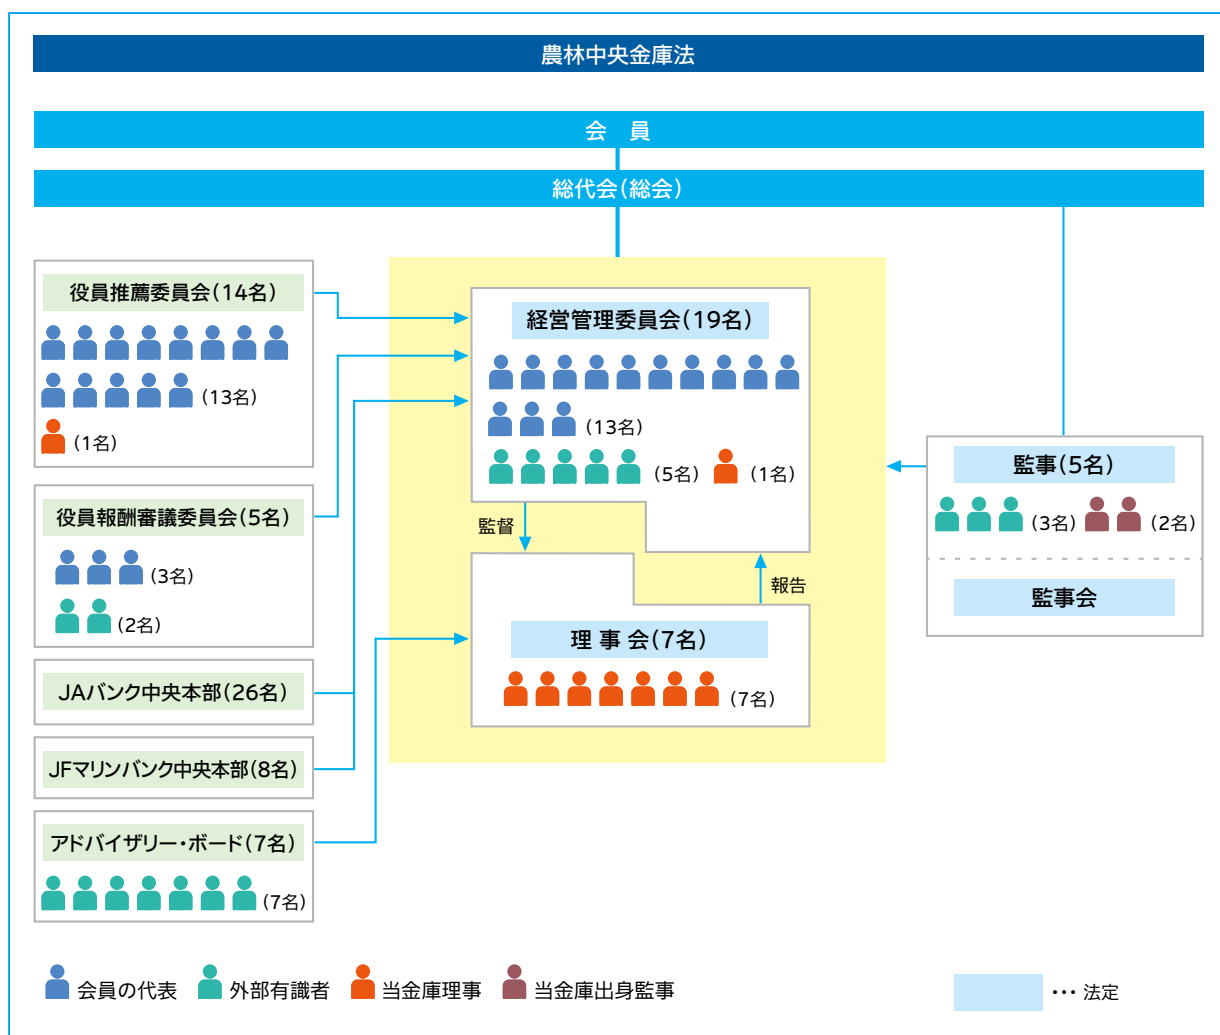 農林中央金庫法
会 員
総代会(総会)
役員推薦委員会(14名)
(13名)
(1名)
役員報酬審議委員会(5名)
(3名)
(2名)
JAバンク中央本部(26名)
JFマリンバンク中央本部(8名)
アドバイザリー・ボード(7名)
(7名)
経営管理委員会(19名)
(13名)
(5名)
(1名)
監督
報告
理 事 会(7名)
(7名)
監事(5名)
(3名)
(2名)
監事会
会員の代表
外部有識者
当金庫理事
当金庫出身監事
… 法定